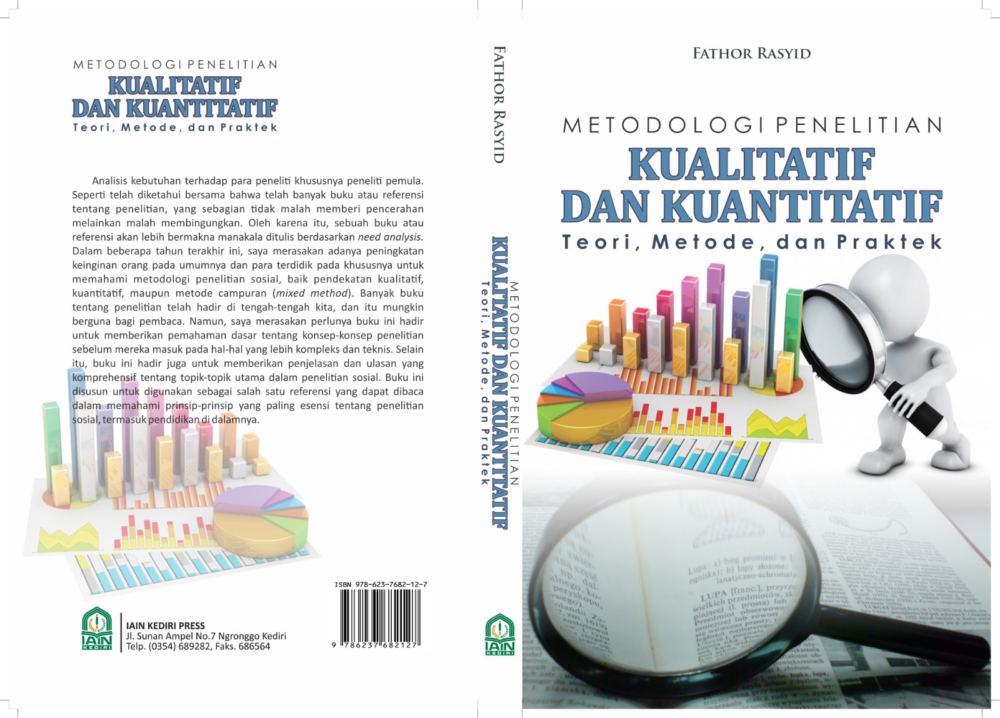 METODOLOGI PENELITIAN
KUALITATIF
DAN KUANTITATIF
Teori, Metode, dan Praktek
Analisis kebutuhan terhadap para peneliti khususnya peneliti pemula.
Seperti telah diketahui bersama bahwa telah banyak buku atau referensi
tentang penelitian, yang sebagian tidak malah memberi pencerahan
melainkan malah membingungkan. Oleh karena itu, sebuah buku atau
referensi akan lebih bermakna manakala ditulis berdasarkan need analysis.
Dalam beberapa tahun terakhir ini, saya merasakan adanya peningkatan
keinginan orang pada umumnya dan para terdidik pada khususnya untuk
memahami metodologi penelitian sosial, baik pendekatan kualitatif,
kuantitatif, maupun metode campuran (mixed method). Banyak buku
tentang penelitian telah hadir di tengah-tengah kita, dan itu mungkin
berguna bagi pembaca. Namun, saya merasakan perlunya buku ini hadir
untuk memberikan pemahaman dasar tentang konsep-konsep penelitian
sebelum mereka masuk pada hal-hal yang lebih kompleks dan teknis. Selain
itu, buku ini hadir juga untuk memberikan penjelasan dan ulasan yang
komprehensif tentang topik-topik utama dalam penelitian sosial. Buku ini
disusun untuk digunakan sebagai salah satu referensi yang dapat dibaca
dalam memahami prinsip-prinsip yang paling esensi tentang penelitian
sosial, termasuk pendidikan di dalamnya.
IAIN
KEDIRI
IAIN KEDIRI PRESS
Jl. Sunan Ampel No.7 Ngronggo Kediri
Telp. (0354) 689282, Faks. 686564
ISBN 978-623-7682-12-7
9 786237 682127
FATHOR RASYID
METODOLOGI PENELITIAN
KUALITATIF DAN KUANTITATIF
Teori, Metode, dan Praktek
IAIN
KEDIRI
FATHOR RASYID
METODOLOGI PENELITIAN
KUALITATIF
DAN KUANTITATIF
Teori, Metode, dan Praktek
Lupa: a) bieg promieni w
ogniska); b) lupy złożone:
lanatyczno-achromaty
LUPA [franc.], przyrz
wielkich przedmiotów, sk
piającej (l. prosta) lub
Przedmiot obserwowa
mniejszej lub równej